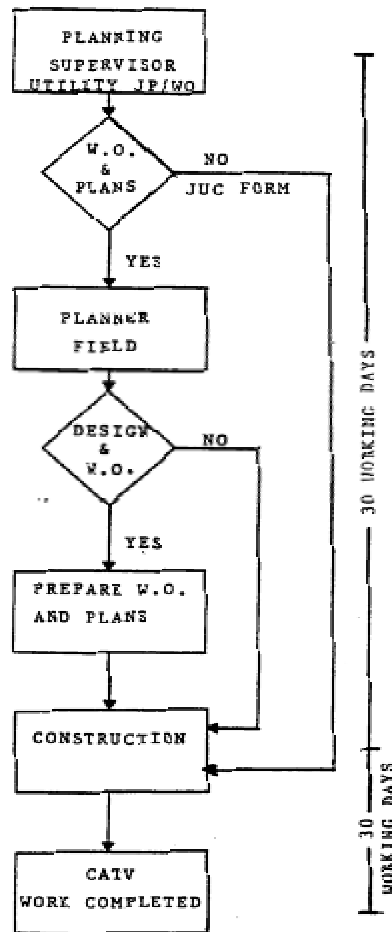 PLANNING
SUPERVISOR
UTILITY JP/WO
W.O.
&
PLANS
NO
JUC FORM
YES
PLANNER
FIELD
DESIGN
&
W.O.
NO
YES
PREPARE W.O.
AND PLANS
CONSTRUCTION
CATV
WORK COMPLETED
30 WORKING DAYS
30
WORKING DAYS